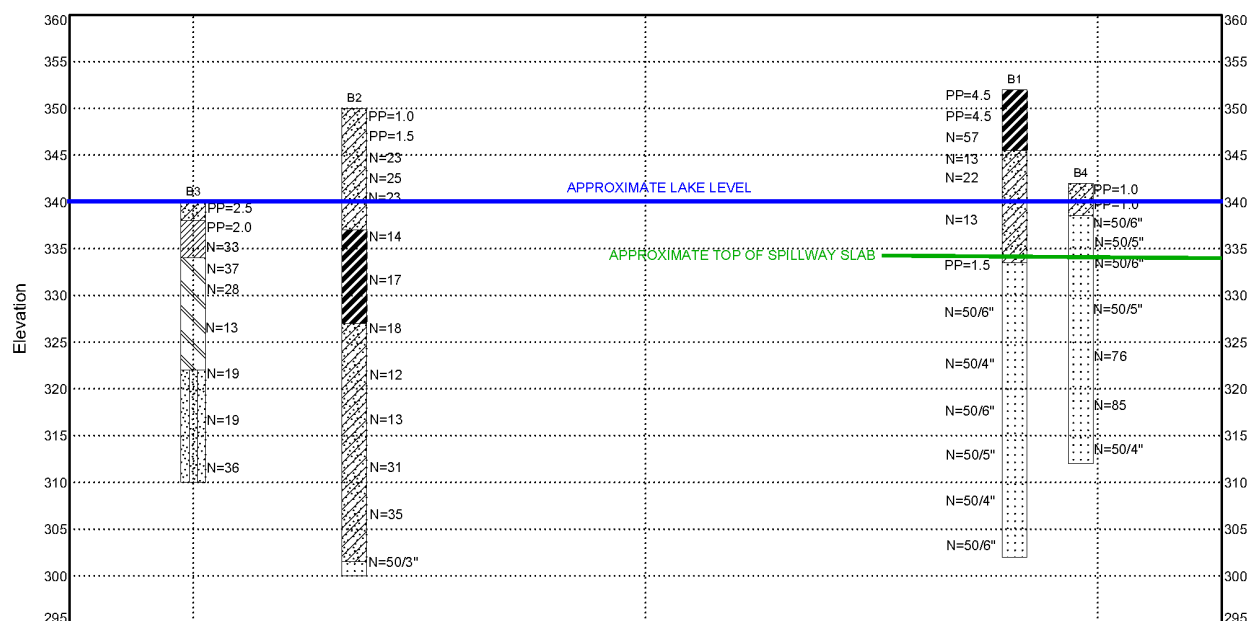 360
355
350
345
340
335
330
325
320
315
310
305
300
295
Elevation
B3
PP=2.5
PP=2.0
N=33
N=37
N=28
N=13
N=19
N=19
N=36
B2
PP=1.0
PP=1.5
N=23
N=25
N=23
N=14
N=17
N=18
N=12
N=13
N=31
N=35
N=50/3"
APPROXIMATE LAKE LEVEL
APPROXIMATE TOP OF SPILLWAY SLAB
B1
PP=4.5
PP=4.5
N=57
N=13
N=22
N=13
PP=1.5
N=50/6"
N=50/4"
N=50/6"
N=50/5"
N=50/4"
N=50/6"
B4
PP=1.0
PP=1.0
N=50/6"
N=50/5"
N=50/6"
N=50/5"
N=76
N=85
N=50/4"
360
355
350
345
340
335
330
325
320
315
310
305
300
295